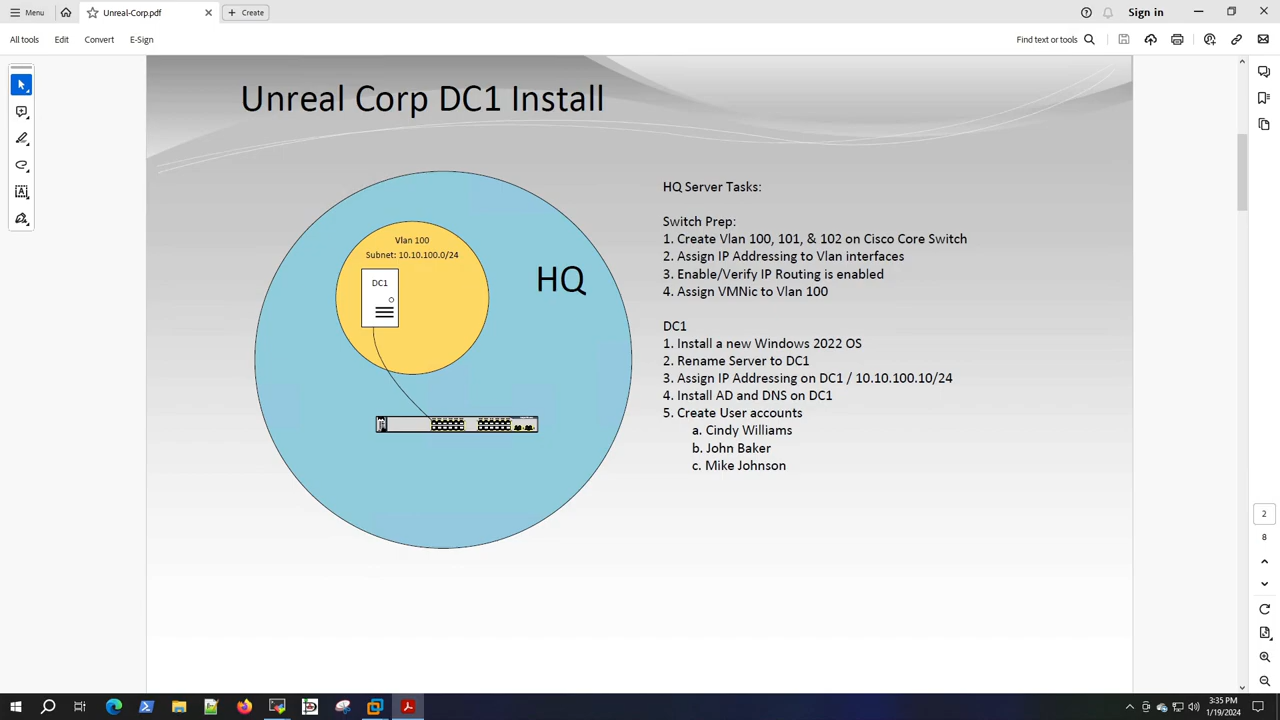 Menu
Unreal-Corp.pdf
Create
Sign in
All tools
Edit
Convert
E-Sign
Find text or tools
Unreal Corp DC1 Install
Vlan 100
Subnet: 10.10.100.0/24
DC1
HQ
HQ Server Tasks:
Switch Prep:
1. Create Vlan 100, 101, & 102 on Cisco Core Switch
2. Assign IP Addressing to Vlan interfaces
3. Enable/Verify IP Routing is enabled
4. Assign VMNic to Vlan 100
DC1
1. Install a new Windows 2022 OS
2. Rename Server to DC1
3. Assign IP Addressing on DC1 / 10.10.100.10/24
4. Install AD and DNS on DC1
5. Create User accounts
a. Cindy Williams
b. John Baker
c. Mike Johnson
2
8
3:35 PM
1/19/2024